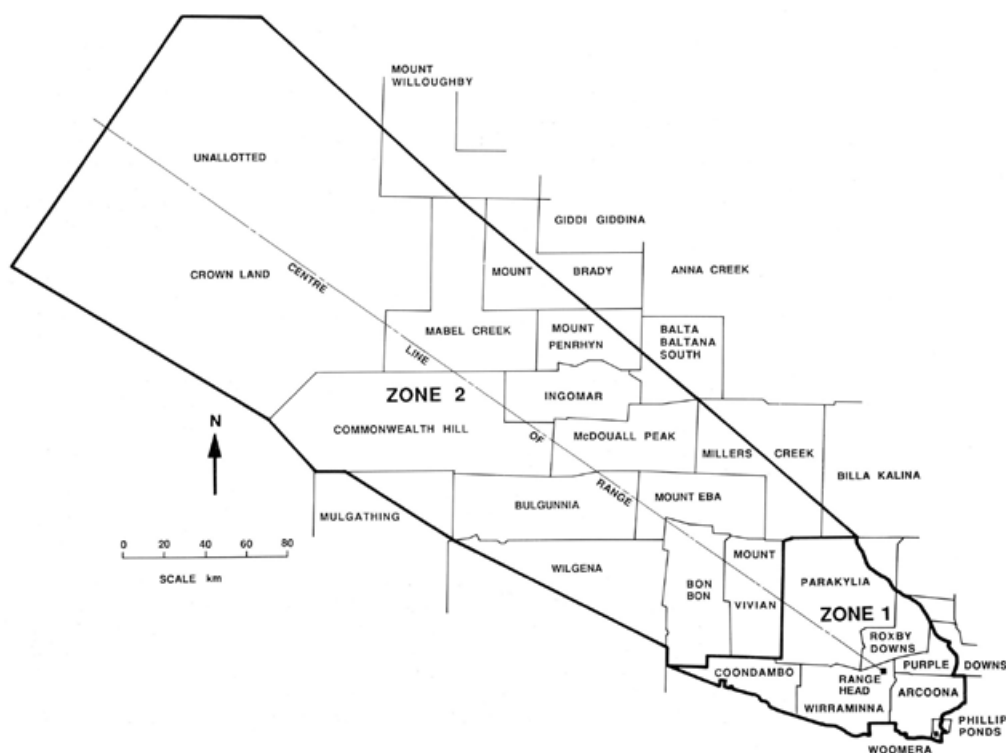 MOUNT
WILLOUGHBY
UNALLOTTED
GIDDI GIDDINA
CROWN LAND
CENTRE
MOUNT BRADY
ANNA CREEK
MABEL CREEK
LINE
MOUNT
PENRHYN
BALTA
BALTANA
SOUTH
ZONE 2
INGOMAR
N
COMMONWEALTH HILL
OF
McDOUALL PEAK
MILLERS CREEK
BILLA KALINA
RANGE
MOUNT EBA
BULGUNNIA
MULGATHING
0 20 40 60 80
SCALE km
WILGENA
MOUNT
VIVIAN
BON
BON
PARAKYLIA
ZONE 1
ROXBY
DOWNS
COONDAMBO
PURPLE DOWNS
RANGE
HEAD
ARCOONA
WIRRAMINNA
PHILLIP
PONDS
WOOMERA